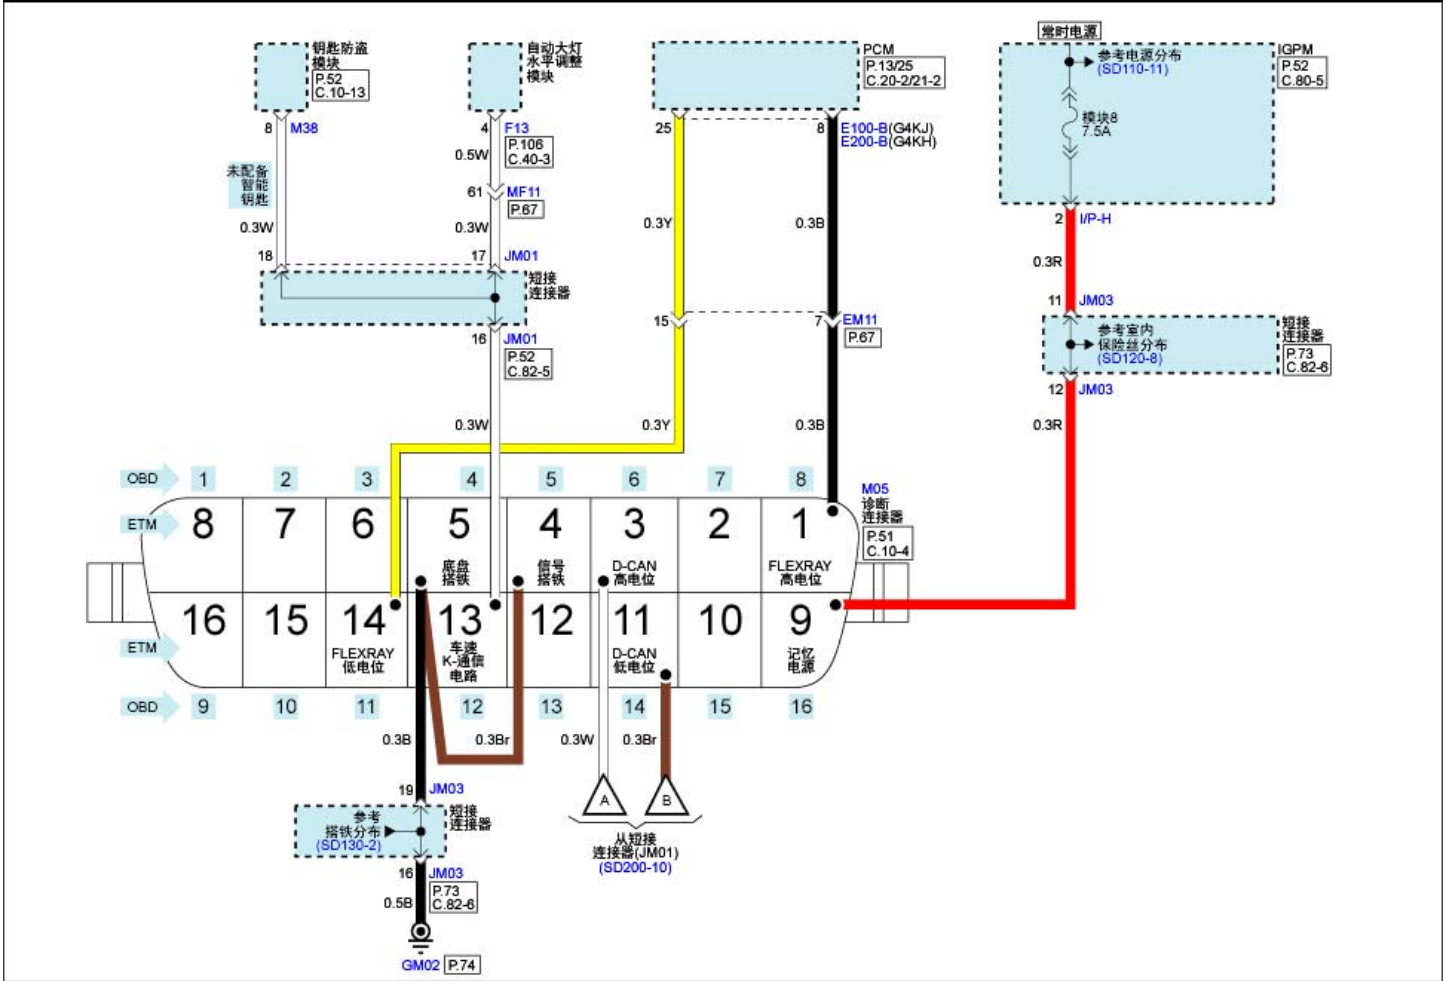 常时电源
钥匙防盗
模块
P.52
C.10-13
自动大灯
水平调整
模块
PCM
P.13/25
C.20-2/21-2
参考电源分布
(SD110-11)
IGPM
P.52
C.80-5
模块8
7.5A
8 M38
4 F13
P.106
C.40-3
0.5W
25
8 E100-B(G4KJ)
E200-B(G4KH)
未配备
智能
钥匙
61 MF11
P.67
0.3W
0.3W
0.3Y
0.3B
2 I/P-H
0.3R
18
17 JM01
短接
连接器
11 JM03
15
7 EM11
P.67
参考室内
保险丝分布
(SD120-8)
短接
连接器
P.73
C.82-6
16 JM01
P.52
C.82-5
12 JM03
0.3W
0.3Y
0.3B
0.3R
OBD 1 2 3 4 5 6 7 8
M05
诊断
连接器
P.51
C.10-4
ETM 8 7 6 5 4 3 2 1
底盘
搭铁
信号
搭铁
D-CAN
高电位
FLEXRAY
高电位
16 15 14 13 12 11 10 9
ETM
FLEXRAY
低电位
车速
K-通信
电路
D-CAN
低电位
记忆
电源
OBD 9 10 11 12 13 14 15 16
0.3B
0.3Br
0.3W
0.3Br
19 JM03
A
B
参考
搭铁分布
(SD130-2)
短接
连接器
从短接
连接器(JM01)
(SD200-10)
16 JM03
P.73
C.82-6
0.5B
GM02 P.74